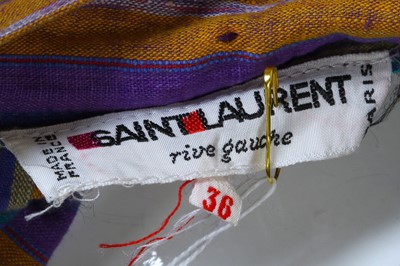 MADE IN
FRANCE
SAINT LAURENT
rive gauche
PARIS
36